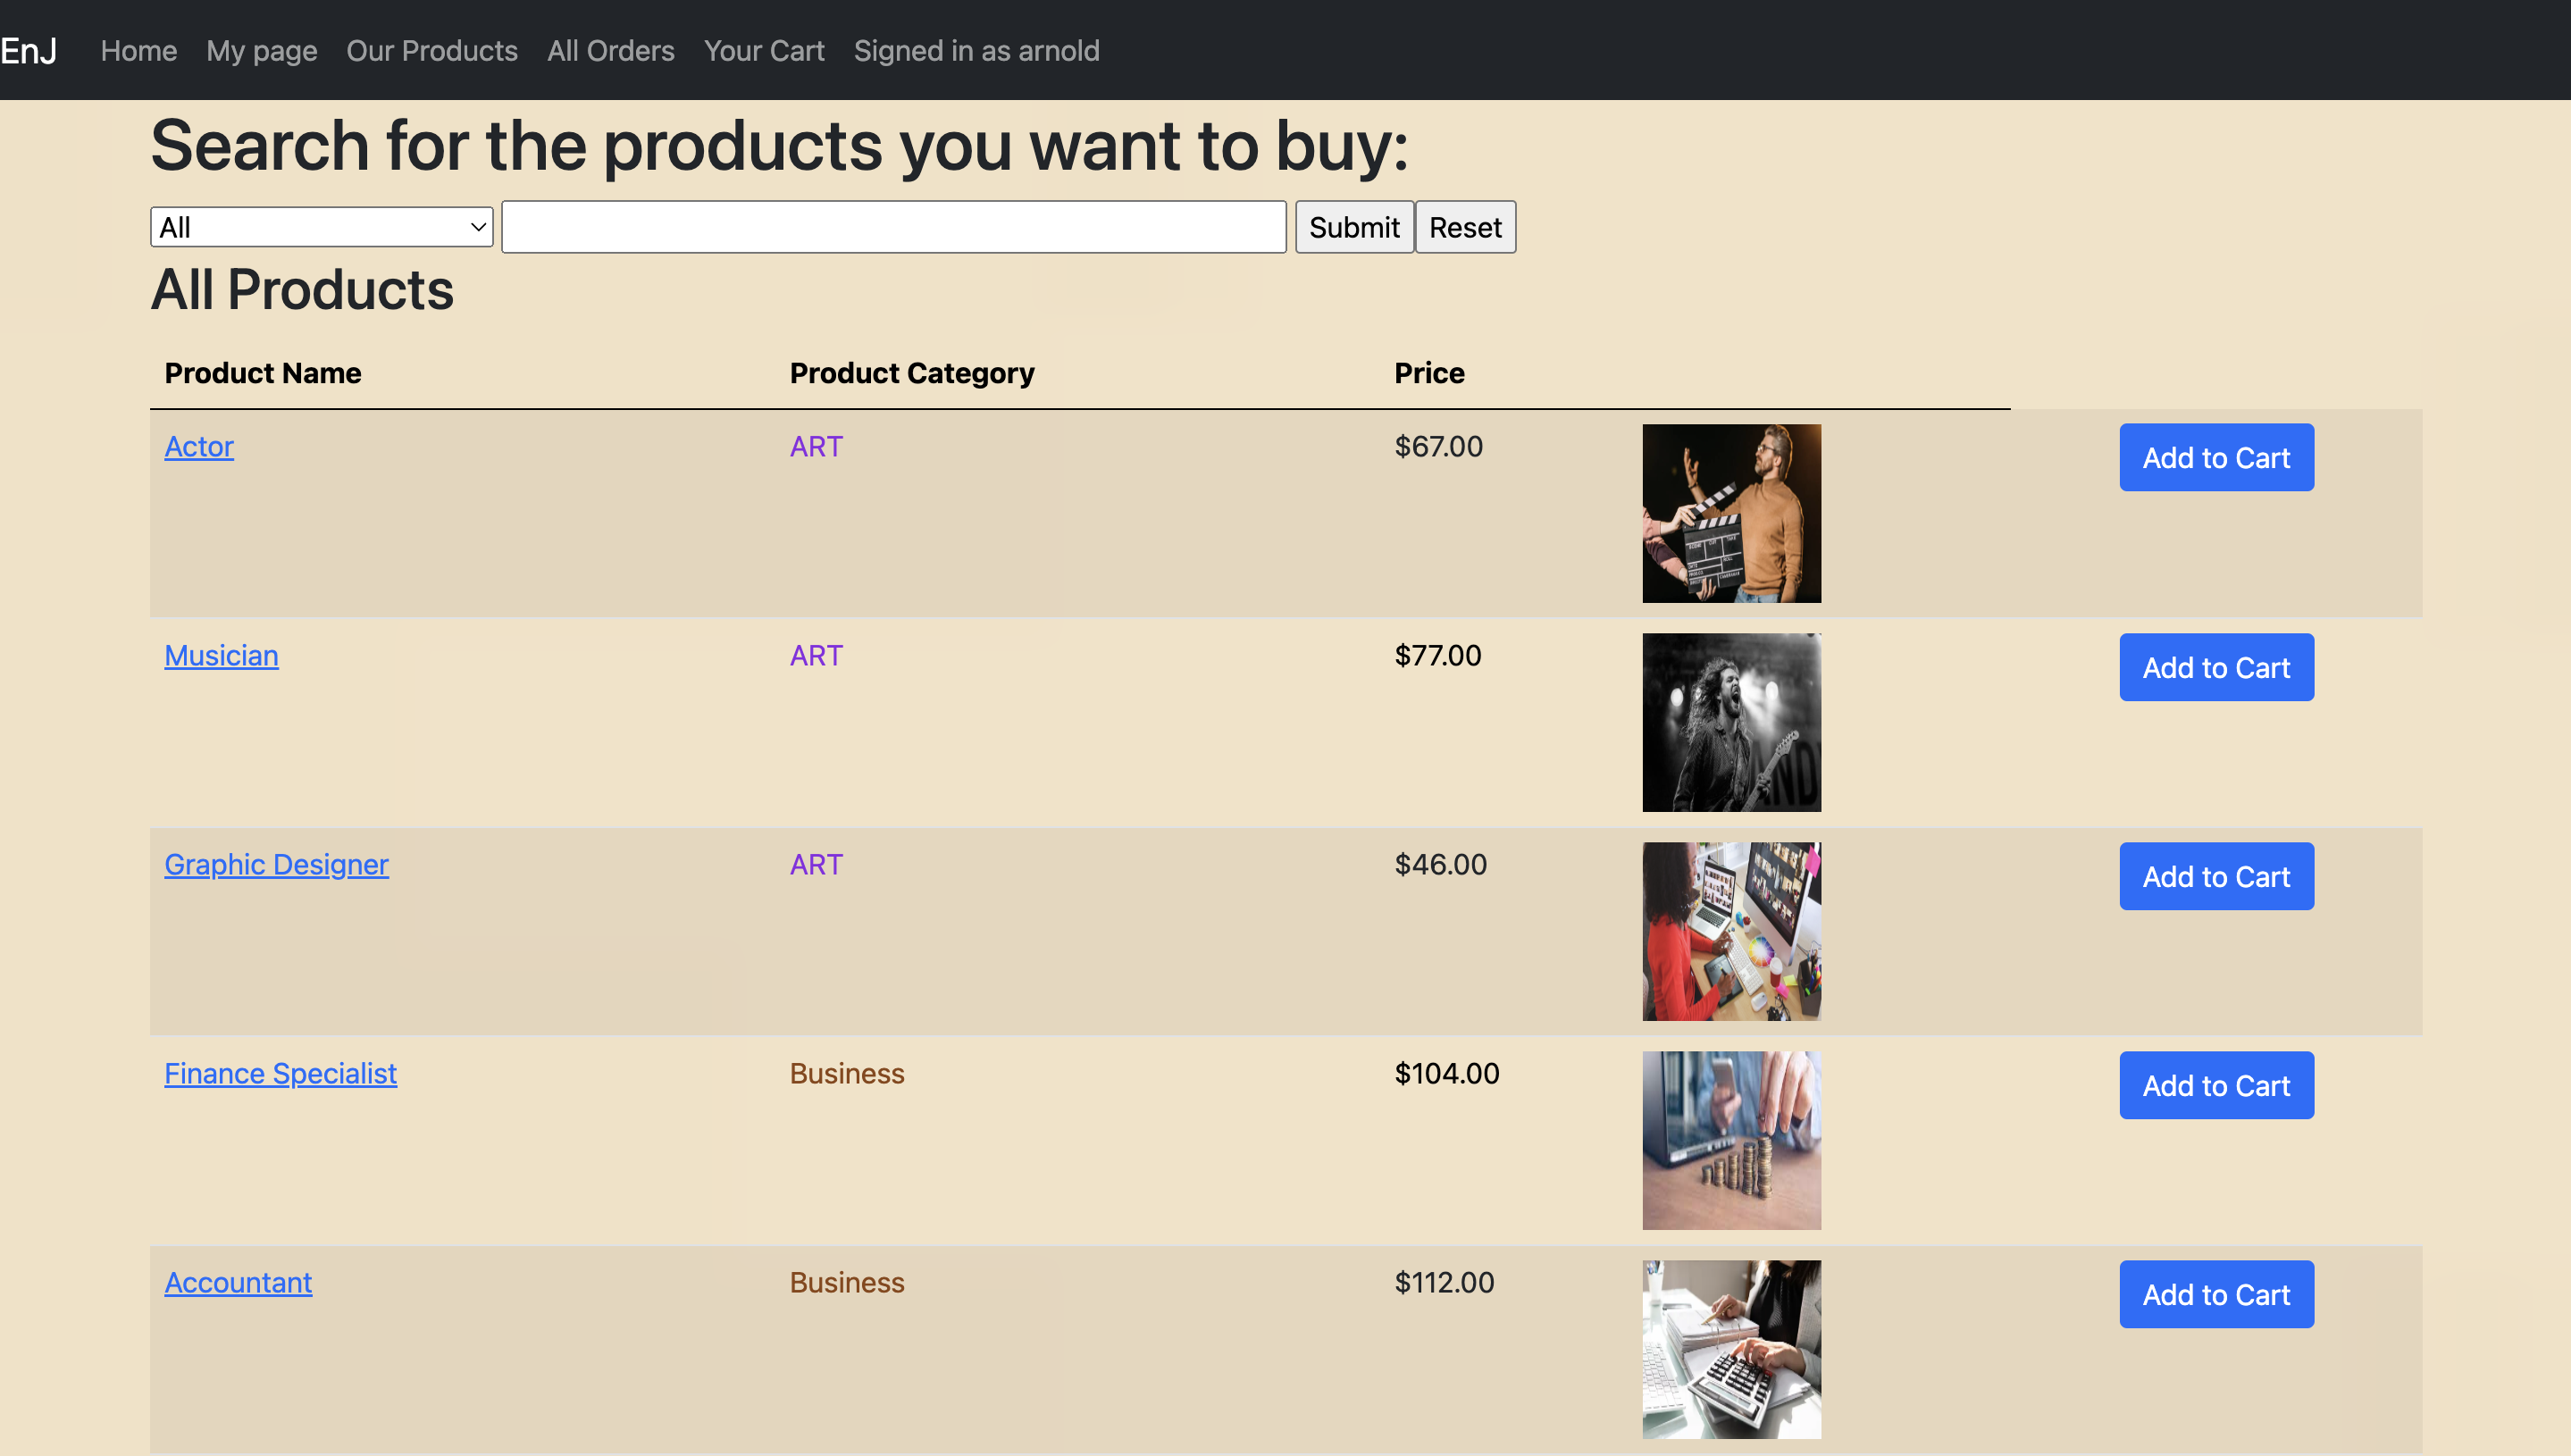 EnJ Home My page Our Products All Orders Your Cart Signed in as arnold
Search for the products you want to buy:
All Submit Reset
All Products
Product Name Product Category Price
Actor ART $67.00 Add to Cart
Musician ART $77.00 Add to Cart
Graphic Designer ART $46.00 Add to Cart
Finance Specialist Business $104.00 Add to Cart
Accountant Business $112.00 Add to Cart